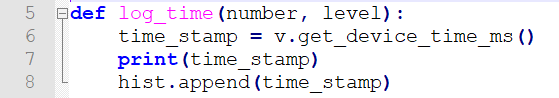 5 def log_time(number, level):
6     time_stamp = v.get_device_time_ms()
7     print(time_stamp)
8     hist.append(time_stamp)